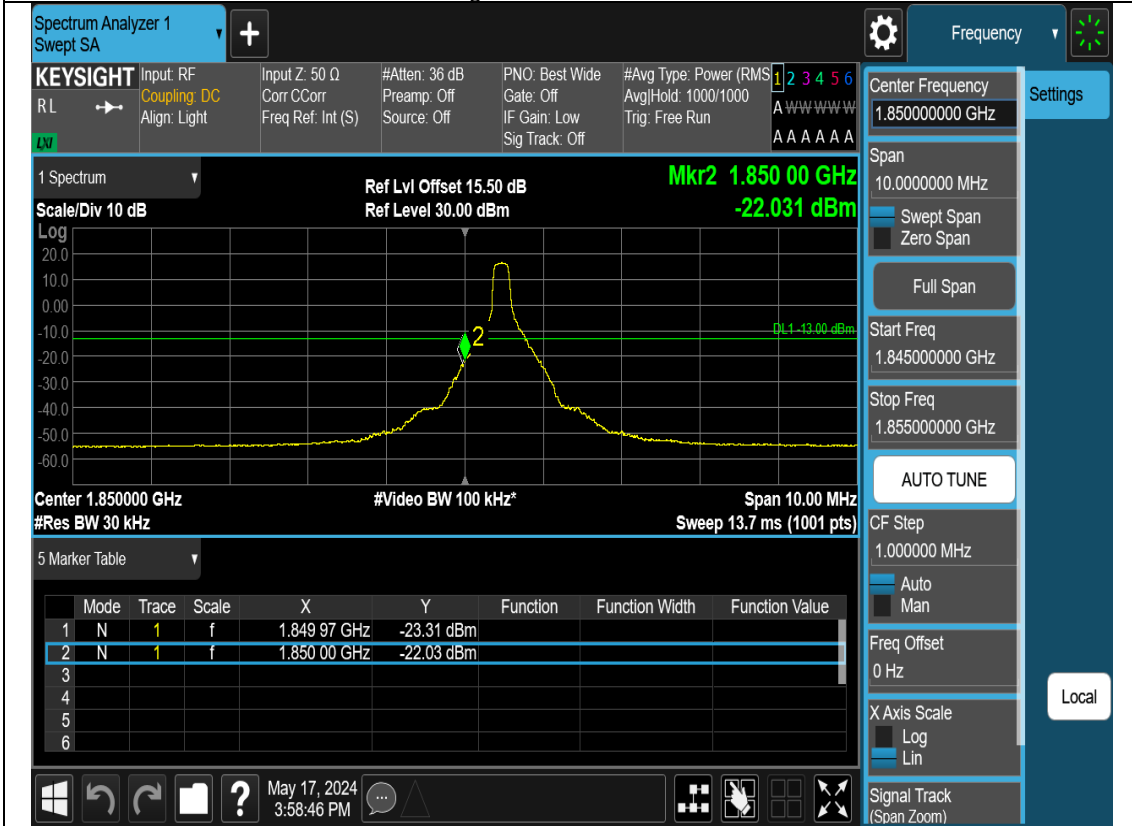 Spectrum Analyzer 1
Swept SA
Frequency
KEYSIGHT
R L
LXI
Input: RF
Coupling: DC
Align: Light
Input Z: 50 Ω
Corr CCorr
Freq Ref: Int (S)
#Atten: 36 dB
Preamp: Off
Source: Off
PNO: Best Wide
Gate: Off
IF Gain: Low
Sig Track: Off
#Avg Type: Power (RMS
Avg|Hold: 1000/1000
Trig: Free Run
1 2 3 4 5 6
A W W W W W
A A A A A A
1 Spectrum
Scale/Div 10 dB
Ref Lvl Offset 15.50 dB
Ref Level 30.00 dBm
Mkr2 1.850 00 GHz
-22.031 dBm
Log
20.0
10.0
0.00
-10.0
-20.0
-30.0
-40.0
-50.0
-60.0
2
DL1 -13.00 dBm
Center 1.850000 GHz
#Res BW 30 kHz
#Video BW 100 kHz*
Span 10.00 MHz
Sweep 13.7 ms (1001 pts)
5 Marker Table
Mode Trace Scale X Y Function Function Width Function Value
1 N 1 f 1.849 97 GHz -23.31 dBm
2 N 1 f 1.850 00 GHz -22.03 dBm
3
4
5
6
?
May 17, 2024
3:58:46 PM
Center Frequency
1.850000000 GHz
Span
10.0000000 MHz
Swept Span
Zero Span
Full Span
Start Freq
1.845000000 GHz
Stop Freq
1.855000000 GHz
AUTO TUNE
CF Step
1.000000 MHz
Auto
Man
Freq Offset
0 Hz
X Axis Scale
Log
Lin
Signal Track
(Span Zoom)
Settings
Local